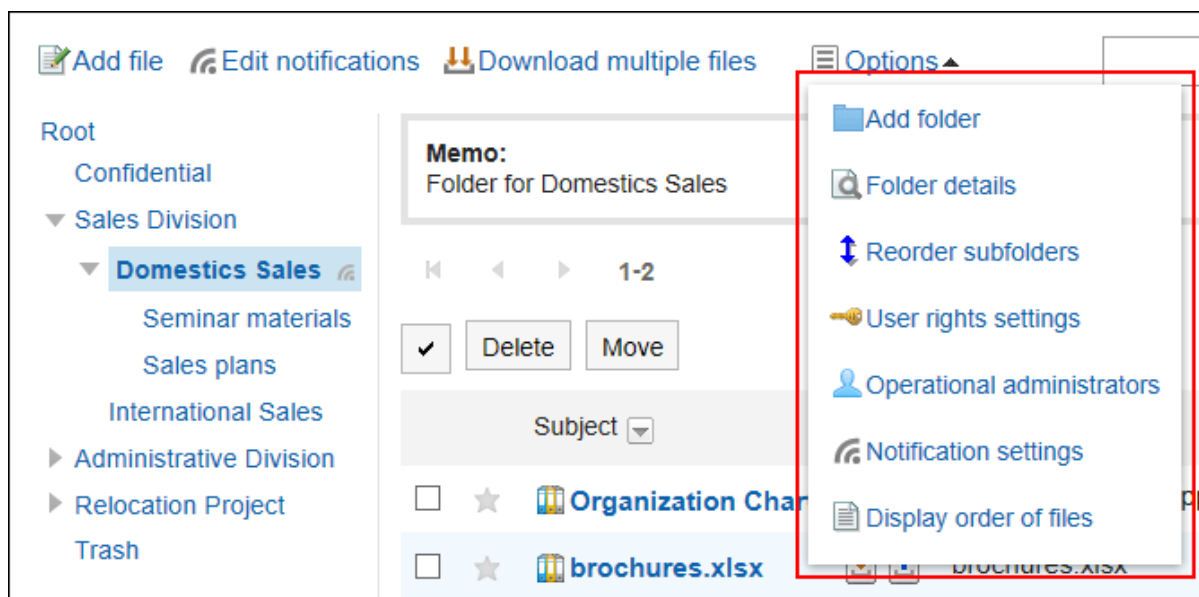 Add file Edit notifications Download multiple files Options
Root
Confidential
Sales Division
Domestics Sales
Seminar materials
Sales plans
International Sales
Administrative Division
Relocation Project
Trash
Memo:
Folder for Domestics Sales
1-2
Delete Move
Subject
Organization Char
brochures.xlsx brochures.xlsx
Add folder
Folder details
Reorder subfolders
User rights settings
Operational administrators
Notification settings
Display order of files